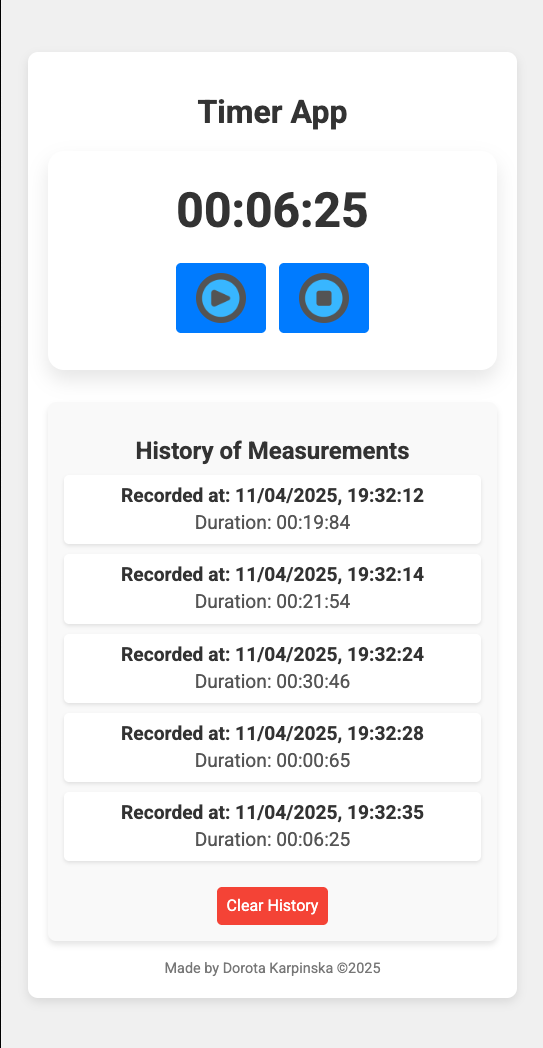 Timer App
00:06:25
History of Measurements
Recorded at: 11/04/2025, 19:32:12
Duration: 00:19:84
Recorded at: 11/04/2025, 19:32:14
Duration: 00:21:54
Recorded at: 11/04/2025, 19:32:24
Duration: 00:30:46
Recorded at: 11/04/2025, 19:32:28
Duration: 00:00:65
Recorded at: 11/04/2025, 19:32:35
Duration: 00:06:25
Clear History
Made by Dorota Karpinska ©2025